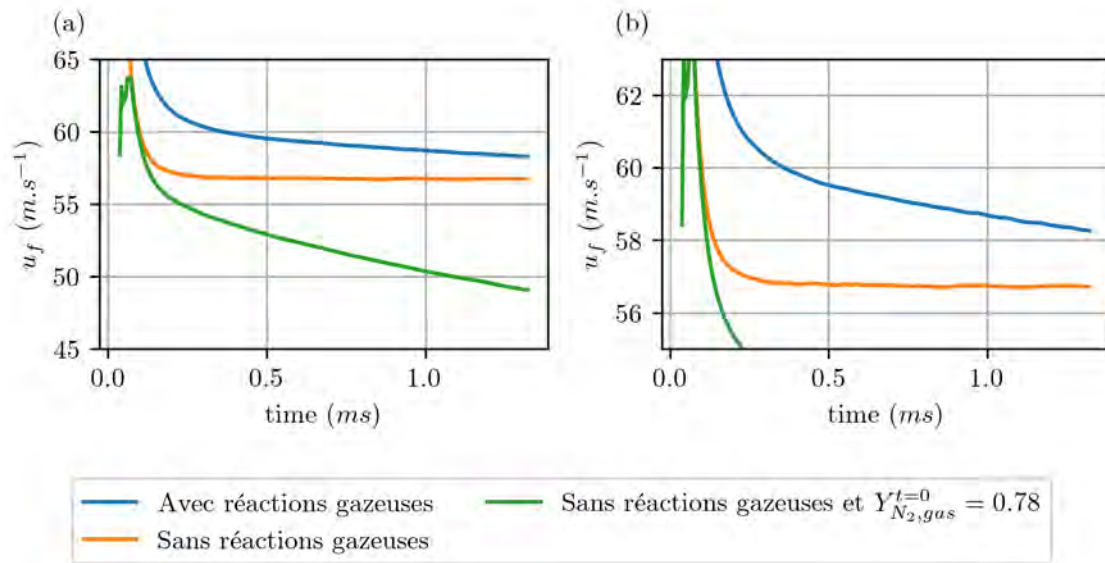 (a)
65
60
55
50
45
u_f (m.s^{-1})
0.0 0.5 1.0
time (ms)
(b)
62
60
58
56
u_f (m.s^{-1})
0.0 0.5 1.0
time (ms)
Avec réactions gazeuses
Sans réactions gazeuses
Sans réactions gazeuses et Y_{N_2,gas}^{t=0} = 0.78